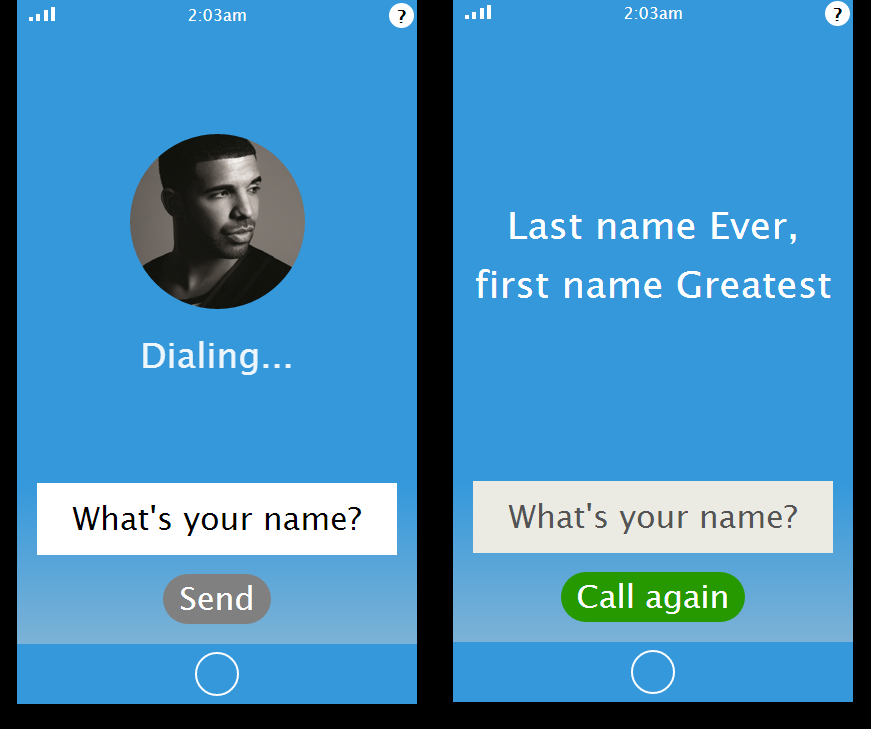 2:03am
?
Dialing...
What's your name?
Send
2:03am
?
Last name Ever,
first name Greatest
What's your name?
Call again